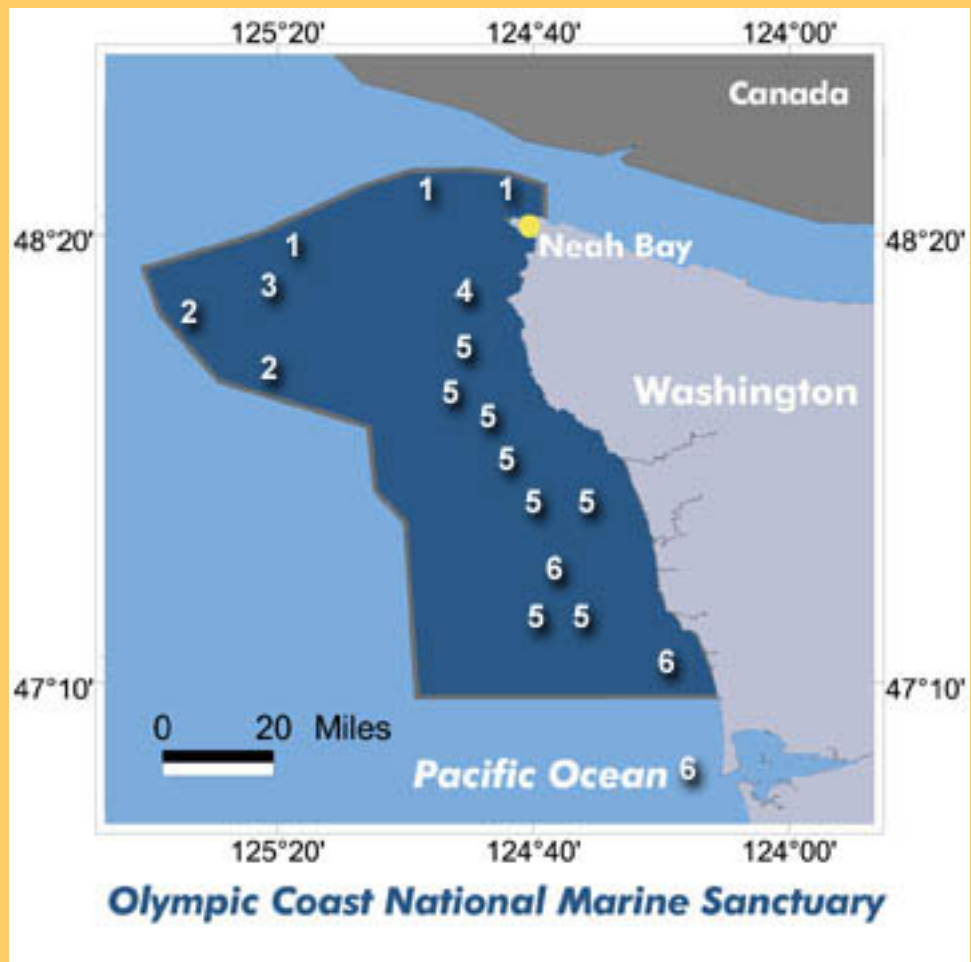 125°20' 124°40' 124°00'
Canada
1 1
48°20' 1 Neah Bay 48°20'
3 4
2
5
2
5 Washington
5
5
5 5
6
5 5
6
47°10' 47°10'
0 20 Miles
Pacific Ocean 6
125°20' 124°40' 124°00'
Olympic Coast National Marine Sanctuary